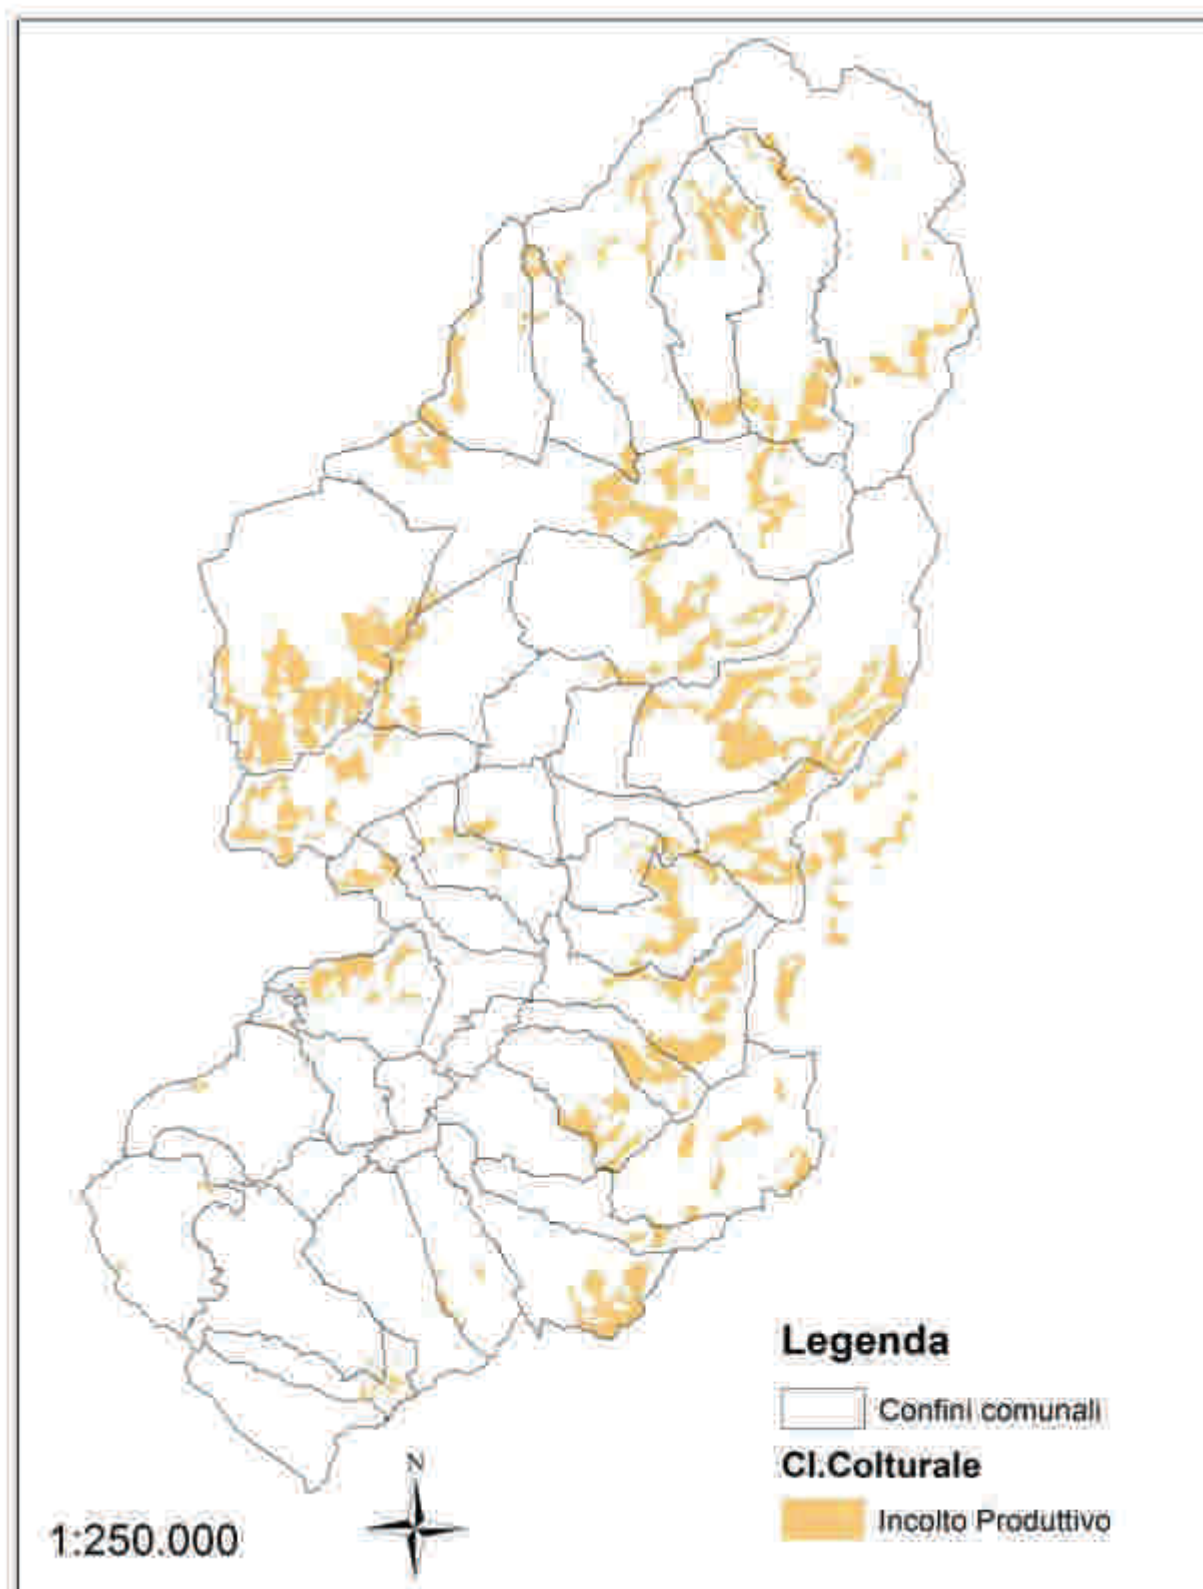 Legenda
Confini comunali
Cl.Colturale
Incolto Produttivo
N
1:250.000